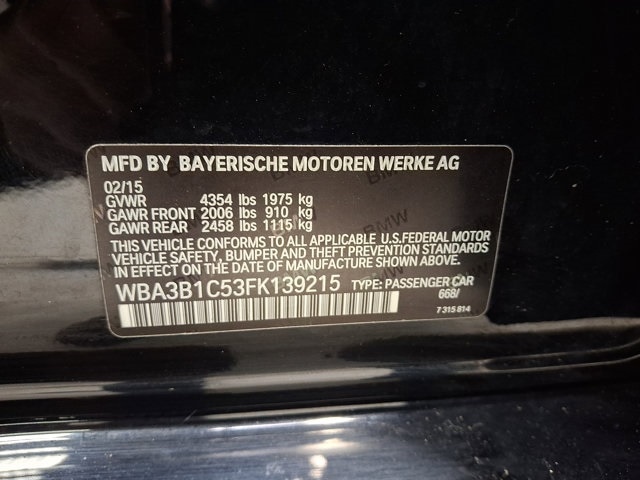 MFD BY BAYERISCHE MOTOREN WERKE AG
02/15
GVWR 4354 lbs 1975 kg
GAWR FRONT 2006 lbs 910 kg
GAWR REAR 2458 lbs 1115 kg
THIS VEHICLE CONFORMS TO ALL APPLICABLE U.S.FEDERAL MOTOR
VEHICLE SAFETY, BUMPER AND THEFT PREVENTION STANDARDS
IN EFFECT ON THE DATE OF MANUFACTURE SHOWN ABOVE.
WBA3B1C53FK139215 TYPE: PASSENGER CAR
668/
7 315 814
BMW